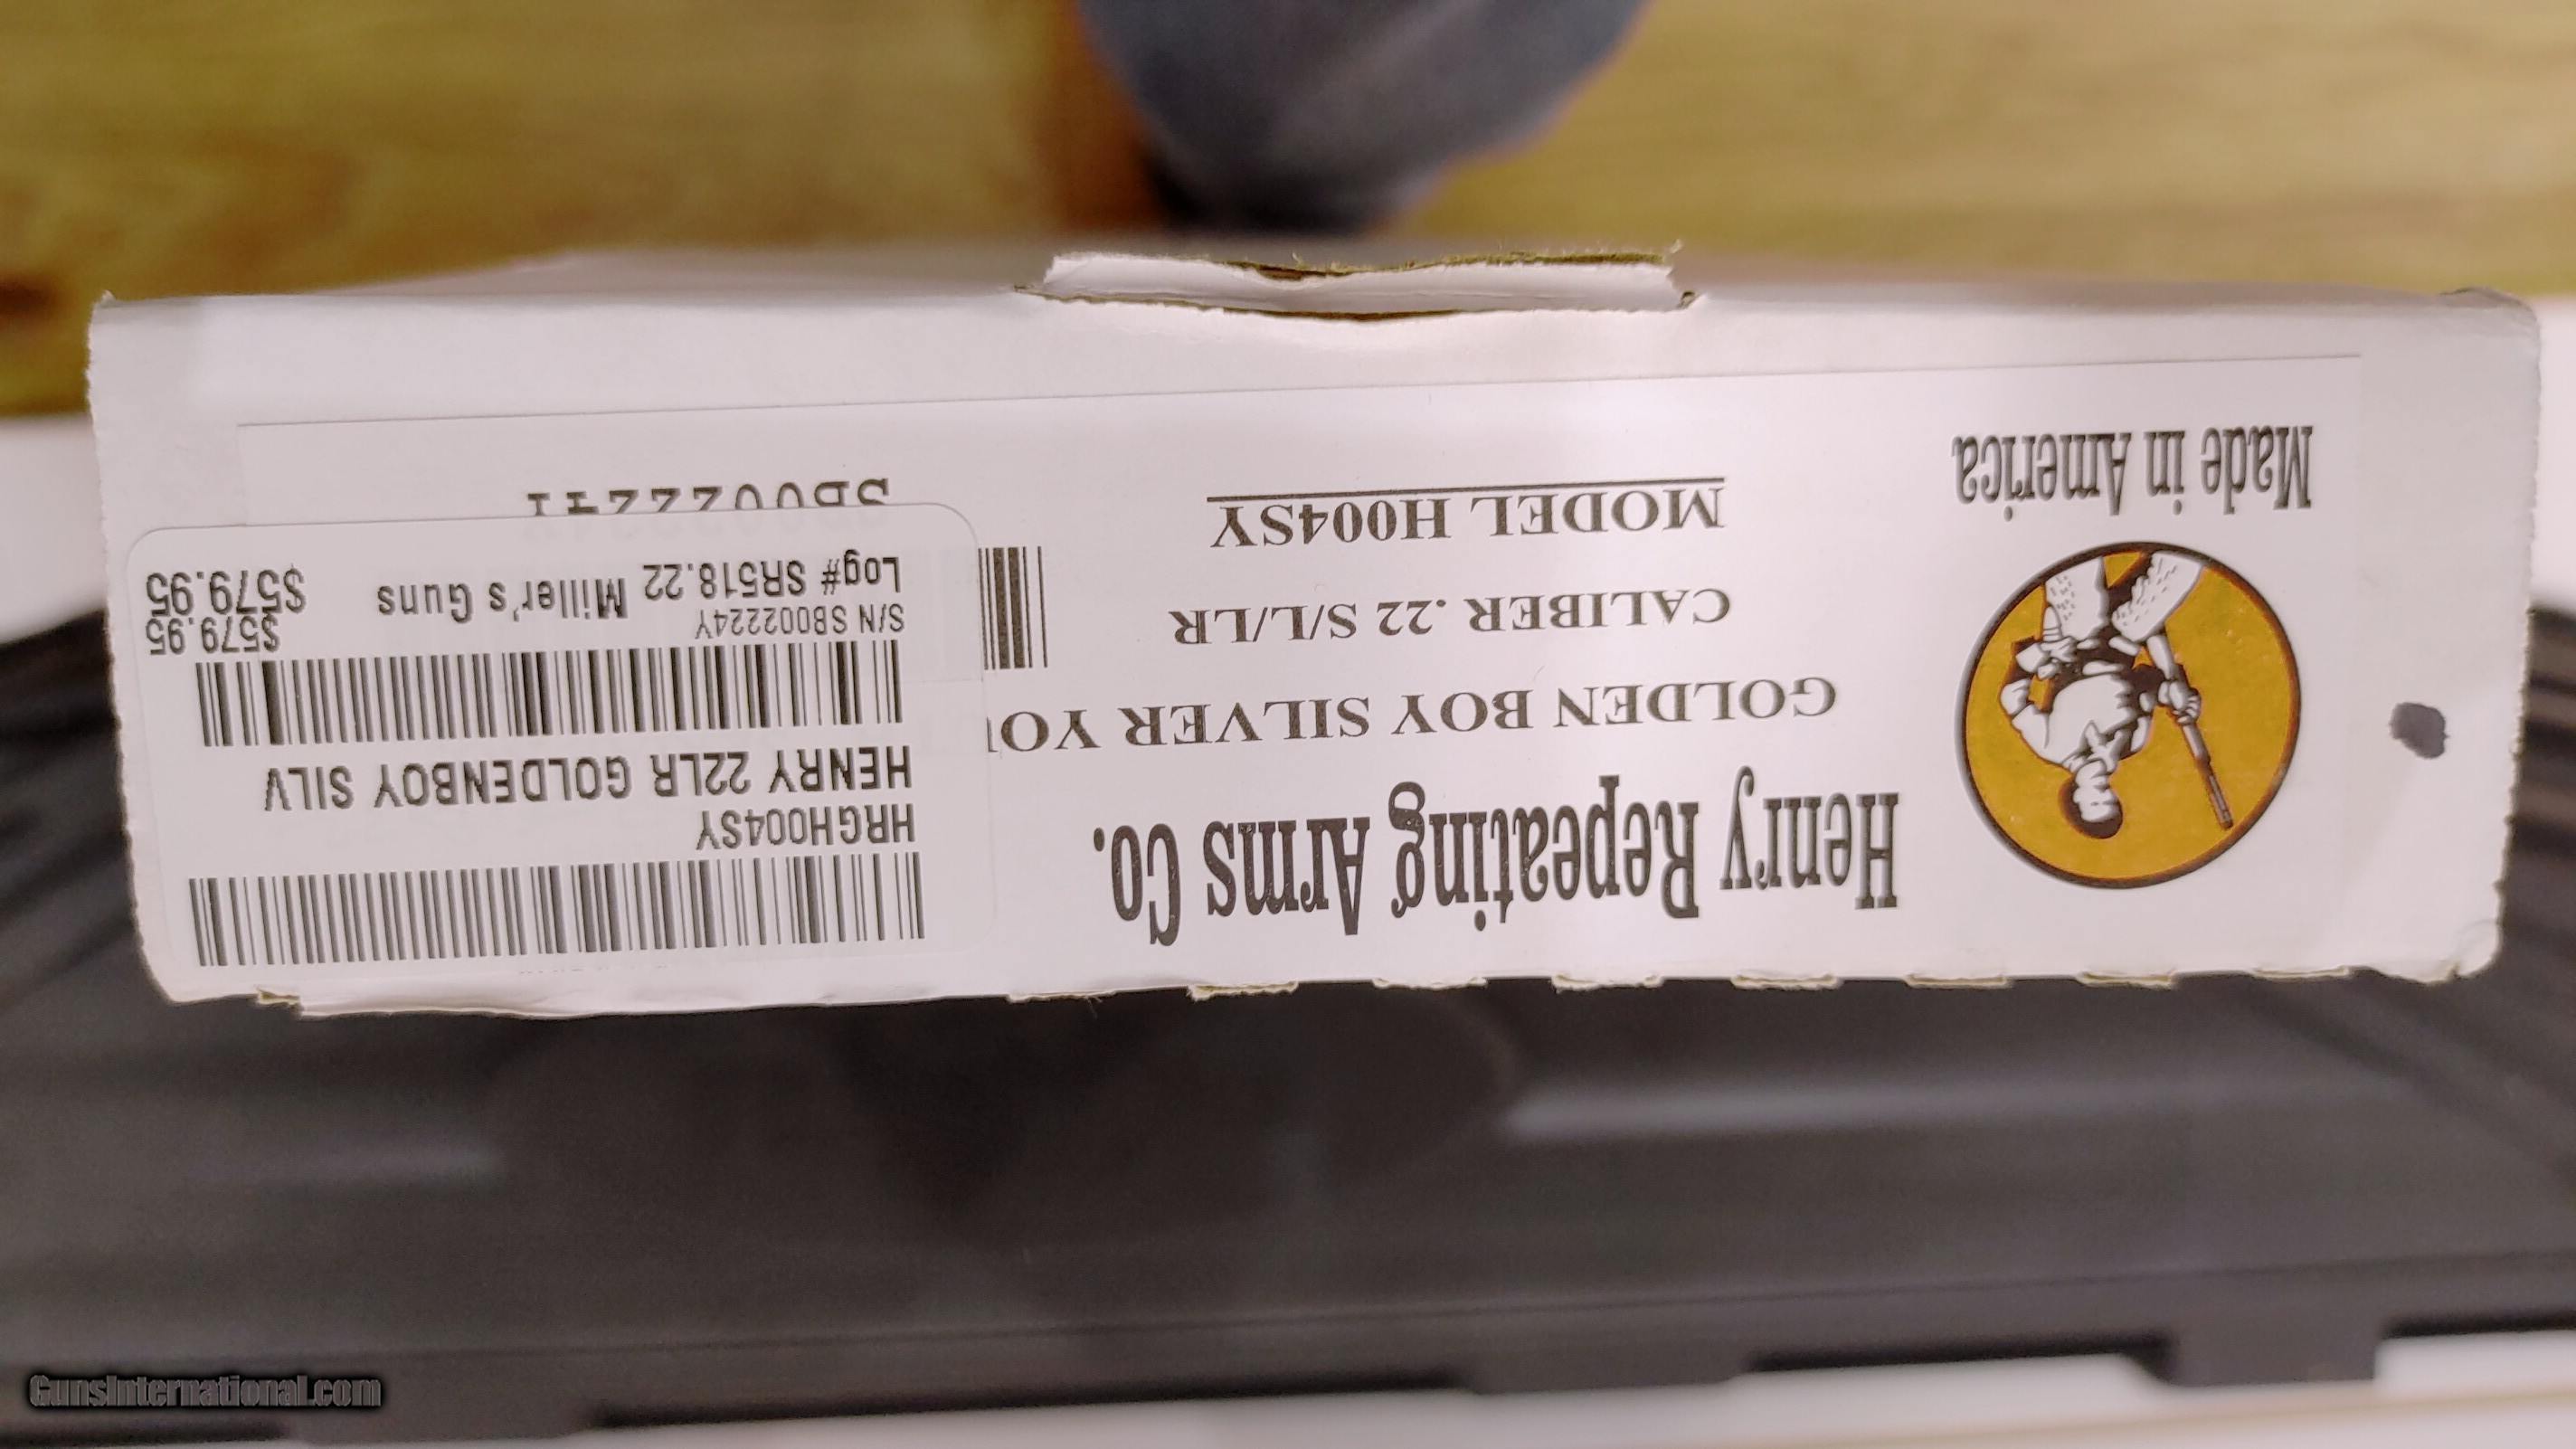 Henry Repeating Arms Co.
GOLDEN BOY SILVER
CALIBER .22 S/L/LR
MODEL H004SY
Made in America
HRGH004SY
HENRY 22LR GOLDENBOY SILV
S/N SB002224Y $579.95
Log# SR518.22 Miller's Guns $579.95
GunsInternational.com